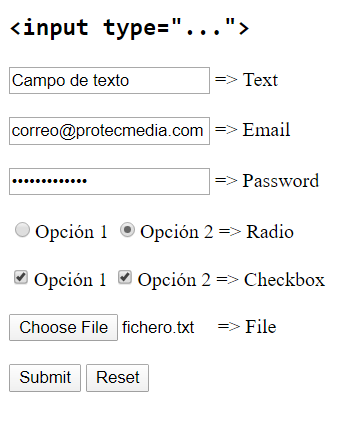 <input type="...">
Campo de texto => Text
correo@protecmedia.com => Email
••••••••••••• => Password
Opción 1 Opción 2 => Radio
Opción 1 Opción 2 => Checkbox
Choose File fichero.txt => File
Submit Reset